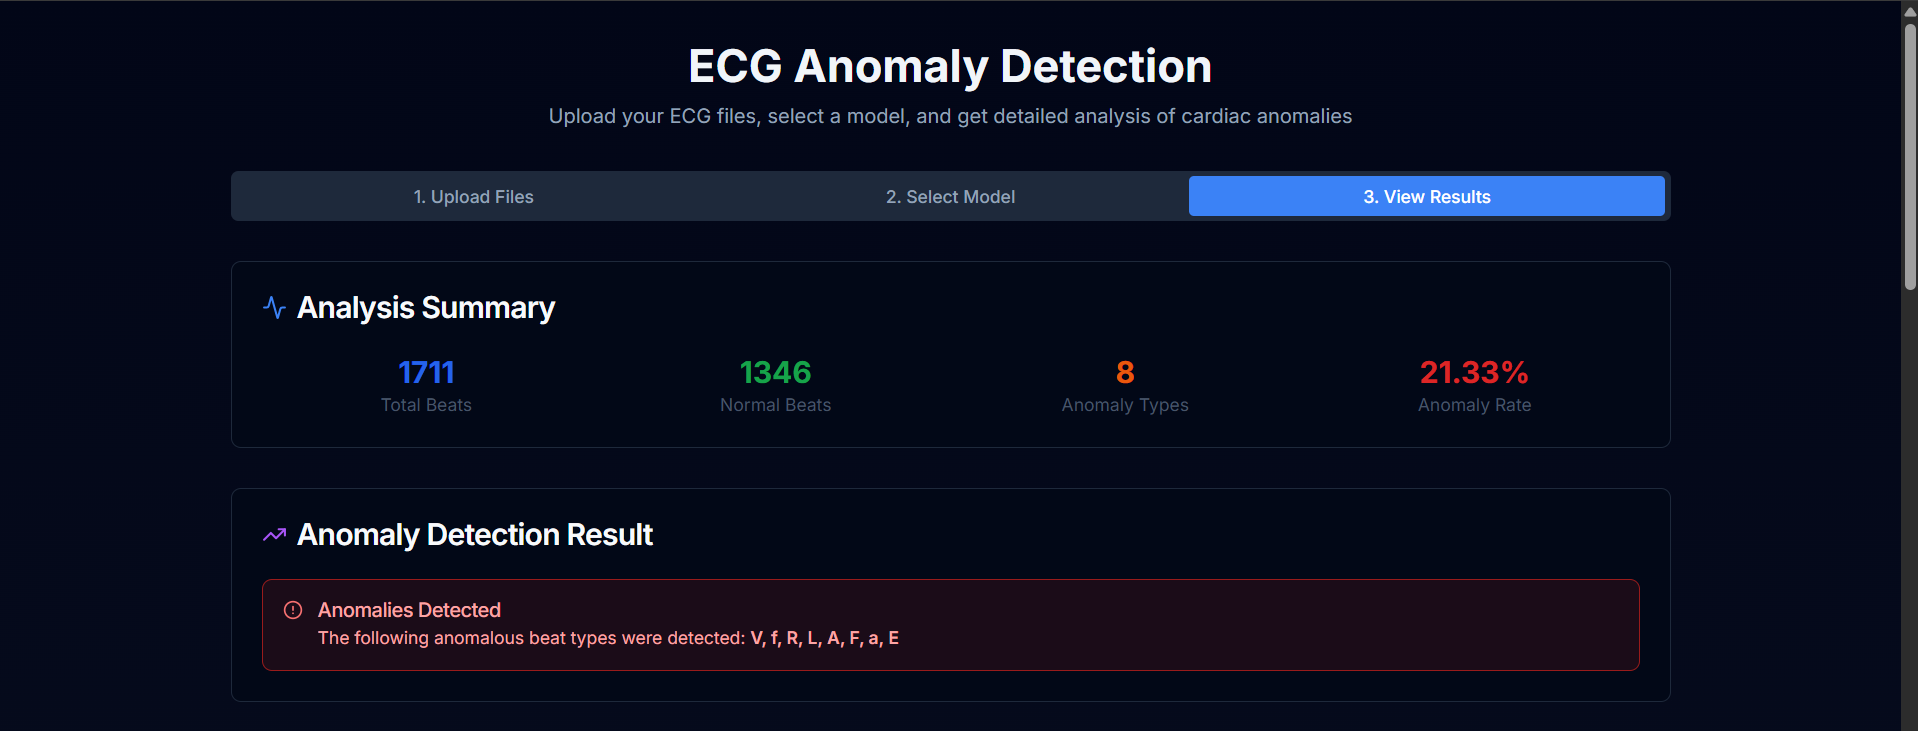 ECG Anomaly Detection
Upload your ECG files, select a model, and get detailed analysis of cardiac anomalies
1. Upload Files
2. Select Model
3. View Results
Analysis Summary
1711
Total Beats
1346
Normal Beats
8
Anomaly Types
21.33%
Anomaly Rate
Anomaly Detection Result
Anomalies Detected
The following anomalous beat types were detected: V, f, R, L, A, F, a, E